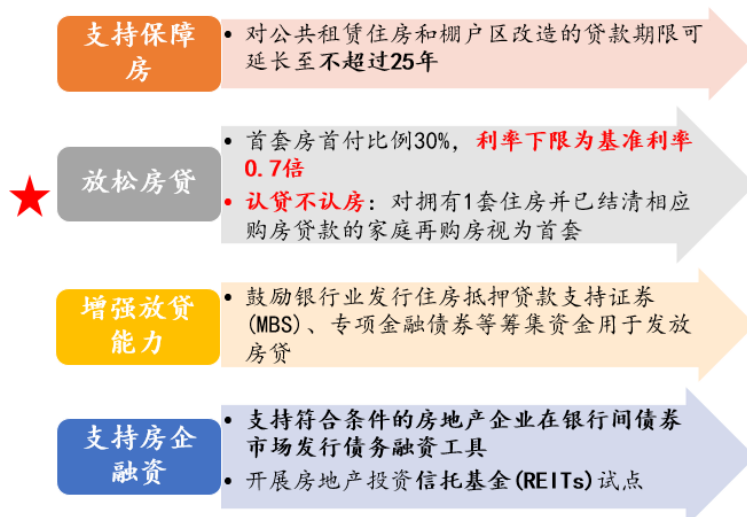 支持保障
房
• 对公共租赁住房和棚户区改造的贷款期限可
延长至不超过25年
放松房贷
• 首套房首付比例30%，利率下限为基准利率
0.7倍
• 认贷不认房：对拥有1套住房并已结清相应
购房贷款的家庭再购房视为首套
增强放贷
能力
• 鼓励银行业发行住房抵押贷款支持证券
(MBS)、专项金融债券等筹集资金用于发放
房贷
支持房企
融资
• 支持符合条件的房地产企业在银行间债券
市场发行债务融资工具
• 开展房地产投资信托基金(REITs)试点